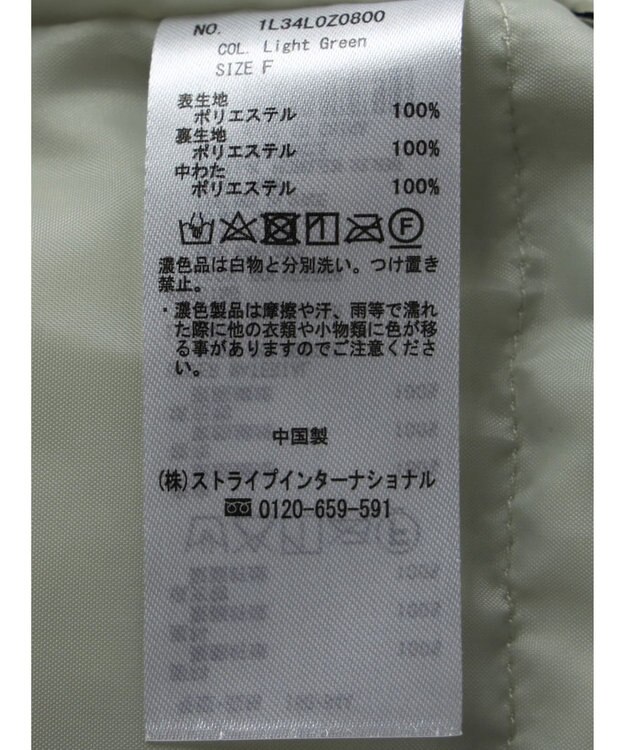 NO. 1L34L0Z0800
COL. Light Green
SIZE F
表生地
ポリエステル 100%
裏生地
ポリエステル 100%
中わた
ポリエステル 100%
F
濃色品は白物と分別洗い。つけ置き
禁止。
・濃色製品は摩擦や汗、雨等で濡れ
た際に他の衣類や小物類に色が移
る事がありますのでご注意くださ
い。
中国製
(株)ストライプインターナショナル
0120-659-591